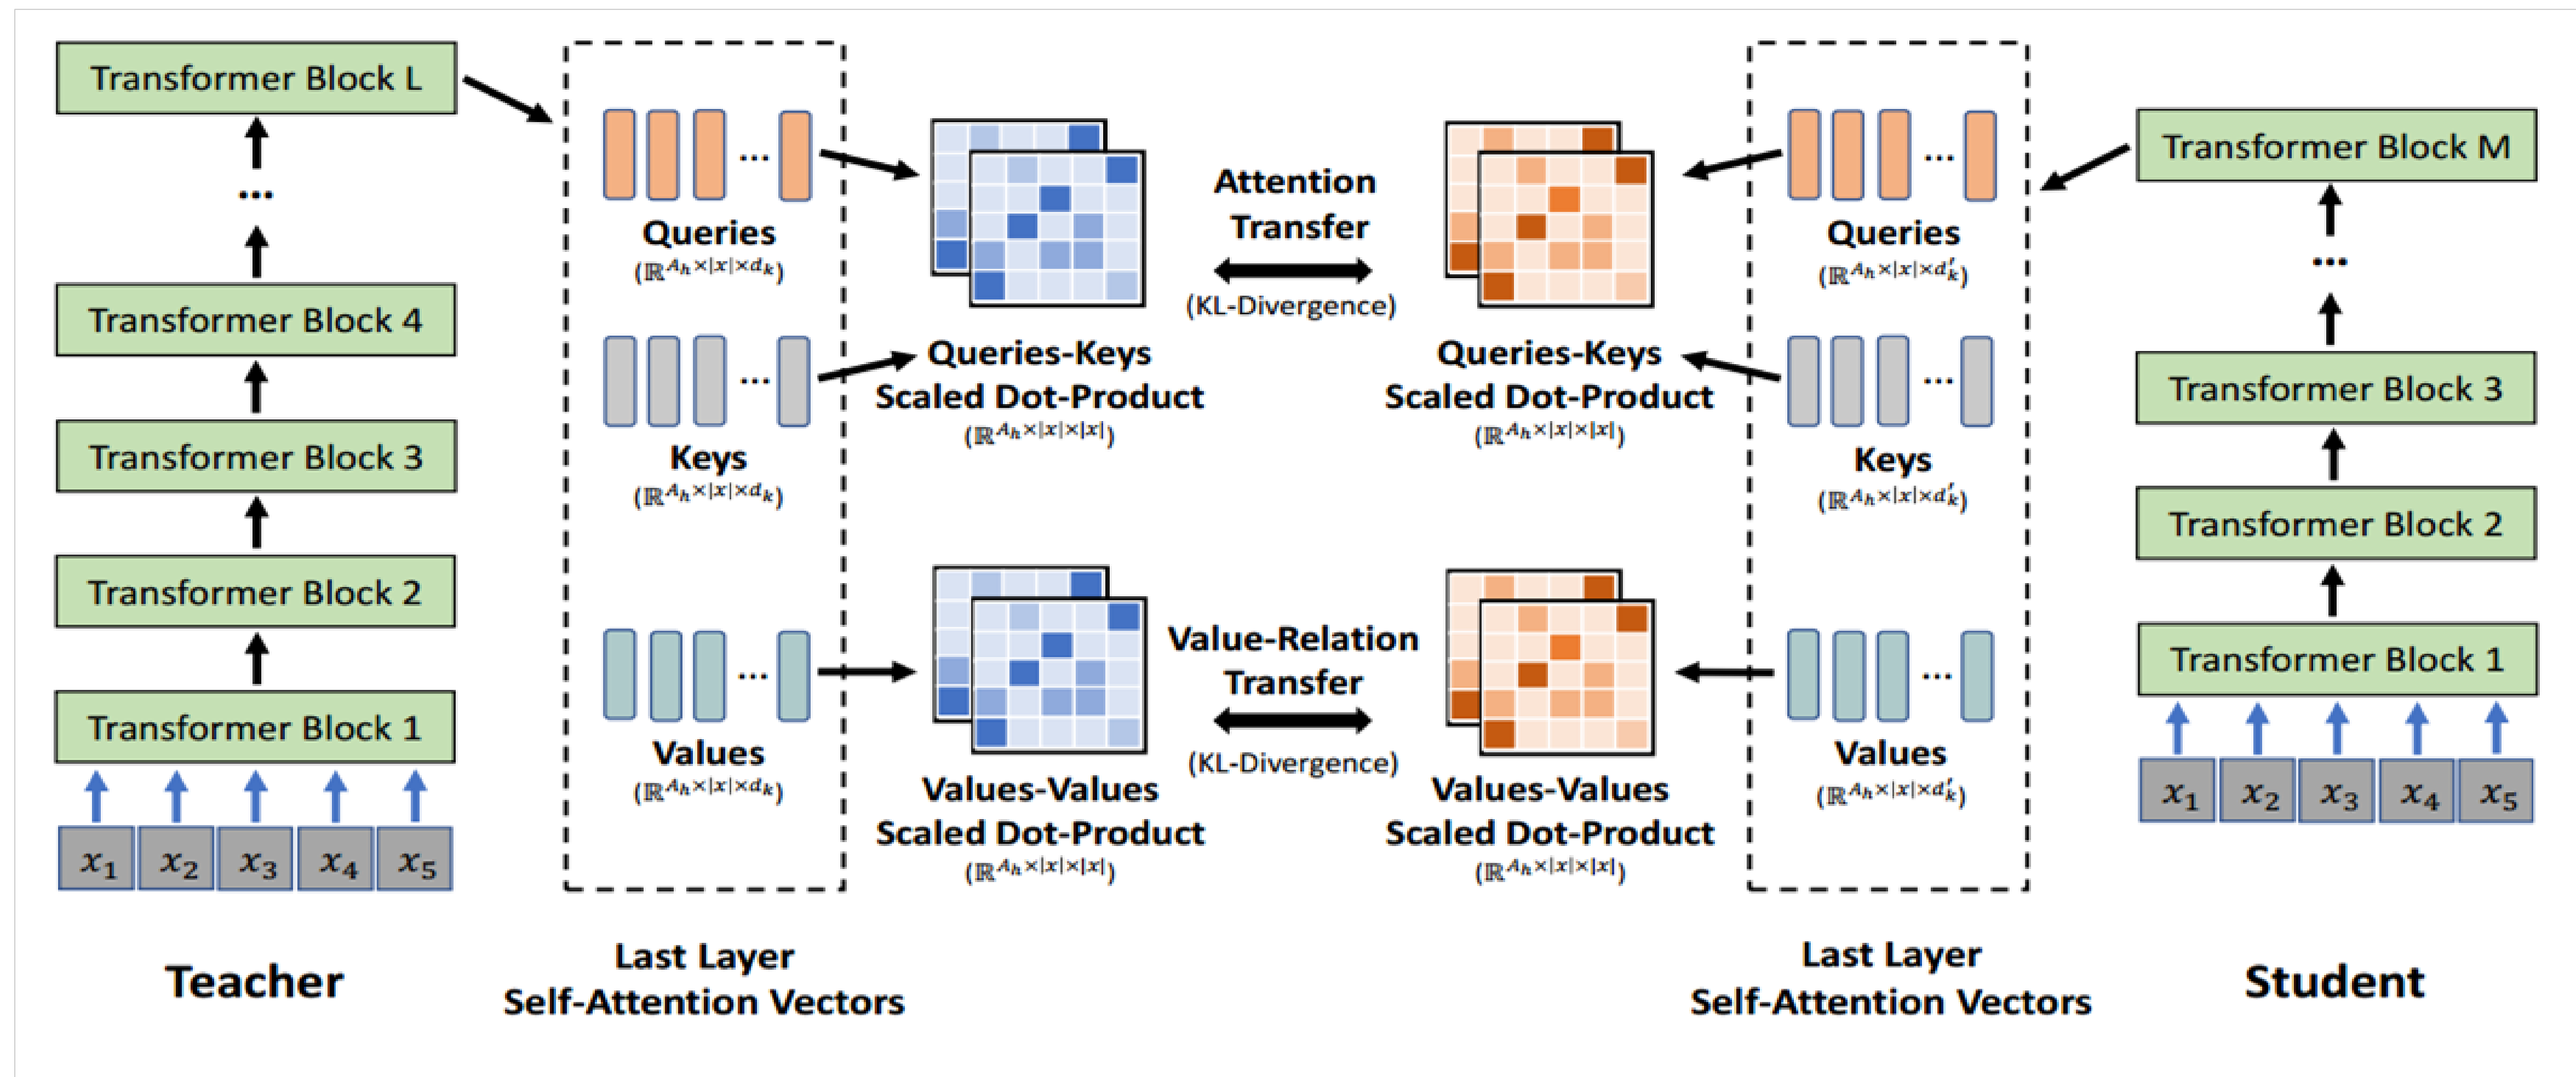 Transformer Block L
...
Transformer Block 4
Transformer Block 3
Transformer Block 2
Transformer Block 1
x₁ x₂ x₃ x₄ x₅
Teacher
...
Queries
(ℝ^{A_h×|x|×d_k})
...
Keys
(ℝ^{A_h×|x|×d_k})
...
Values
(ℝ^{A_h×|x|×d_k})
Last Layer
Self-Attention Vectors
Queries-Keys
Scaled Dot-Product
(ℝ^{A_h×|x|×|x|})
Values-Values
Scaled Dot-Product
(ℝ^{A_h×|x|×|x|})
Attention
Transfer
(KL-Divergence)
Value-Relation
Transfer
(KL-Divergence)
Queries-Keys
Scaled Dot-Product
(ℝ^{A_h×|x|×|x|})
Values-Values
Scaled Dot-Product
(ℝ^{A_h×|x|×|x|})
...
Queries
(ℝ^{A_h×|x|×d'_k})
...
Keys
(ℝ^{A_h×|x|×d'_k})
...
Values
(ℝ^{A_h×|x|×d'_k})
Last Layer
Self-Attention Vectors
Transformer Block M
...
Transformer Block 3
Transformer Block 2
Transformer Block 1
x₁ x₂ x₃ x₄ x₅
Student